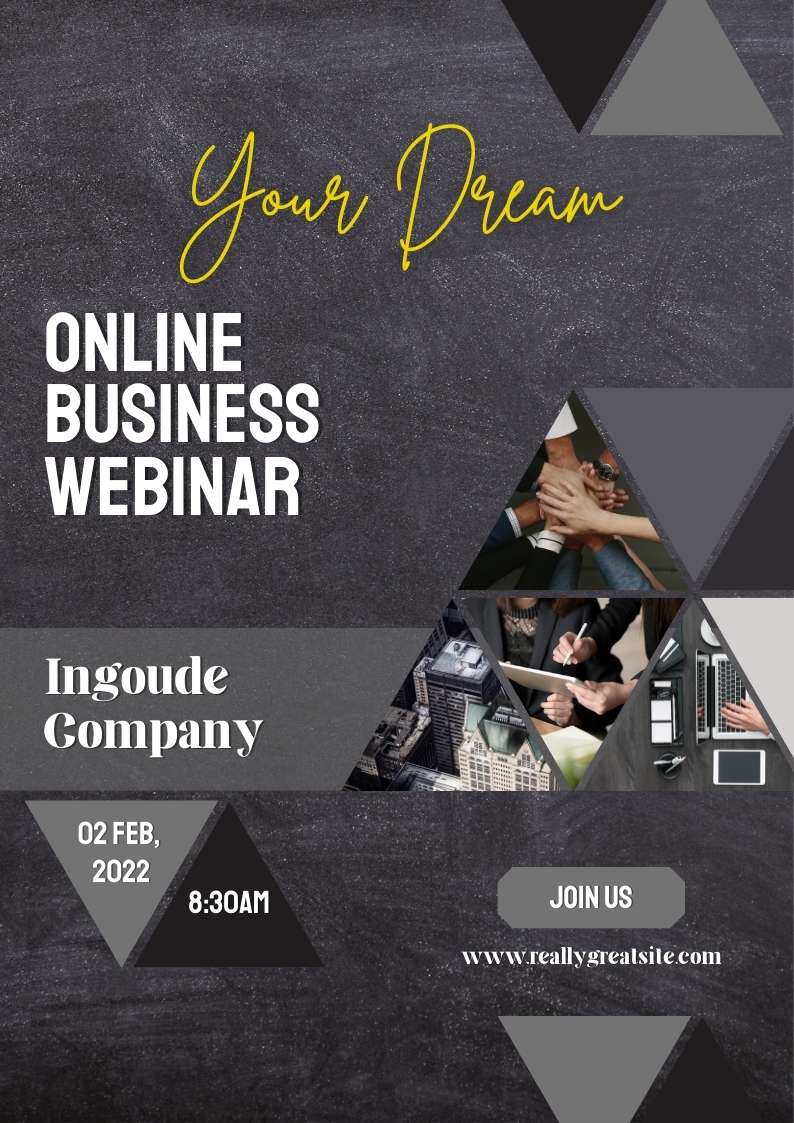 Your Dream
ONLINE
BUSINESS
WEBINAR
Ingoude
Company
02 FEB,
2022
8:30AM
JOIN US
www.reallygreatsite.com